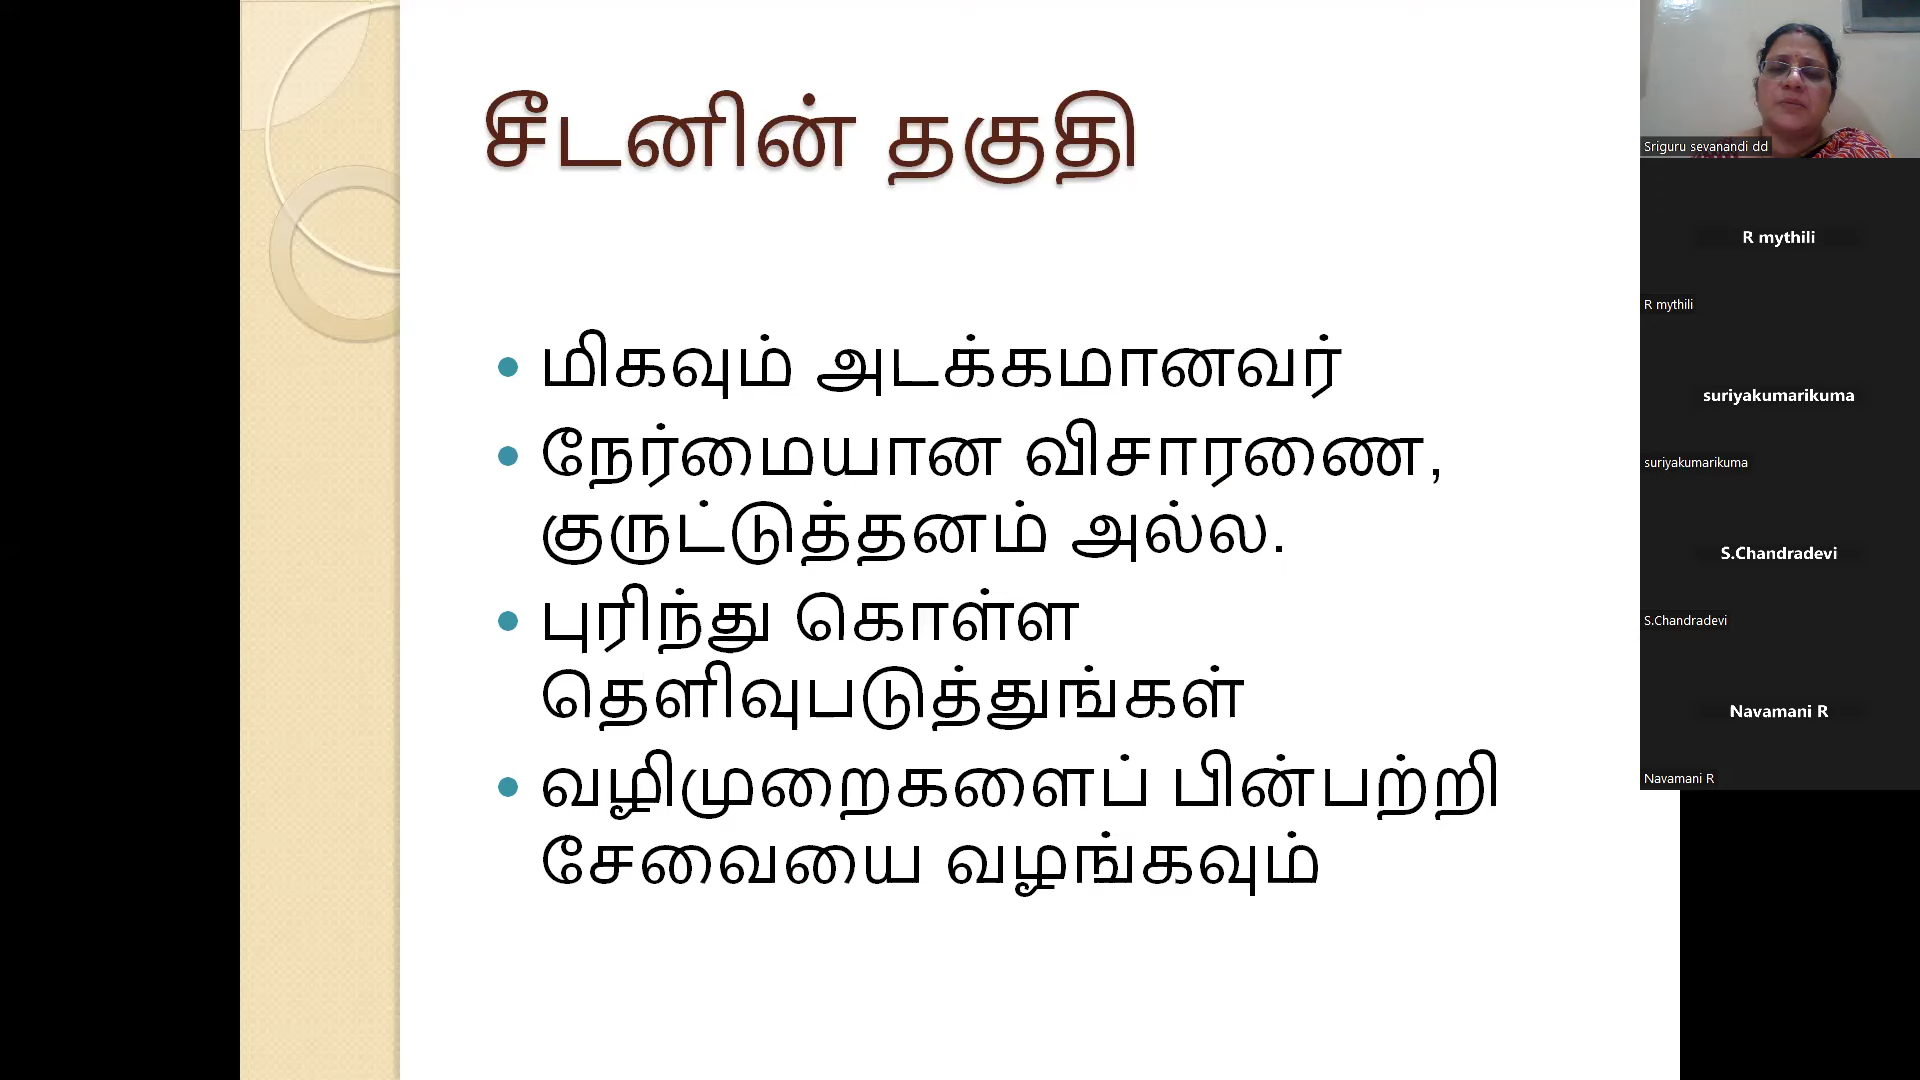 சீடனின் தகுதி
மிகவும் அடக்கமானவர்
நேர்மையான விசாரணை,
குருட்டுத்தனம் அல்ல.
புரிந்து கொள்ள
தெளிவுபடுத்துங்கள்
வழிமுறைகளைப் பின்பற்றி
சேவையை வழங்கவும்
Sriguru sevanandi dd
R mythili
R mythili
suriyakumarikuma
suriyakumarikuma
S.Chandradevi
S.Chandradevi
Navamani R
Navamani R